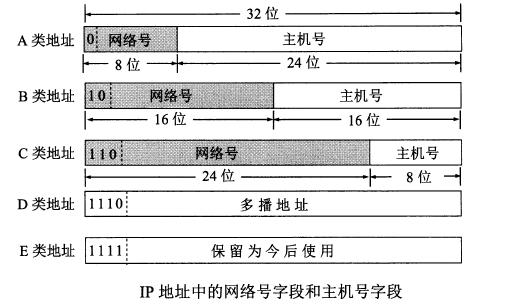 32 位
A 类地址 0 网络号 主机号
8 位 24 位
B 类地址 10 网络号 主机号
16 位 16 位
C 类地址 110 网络号 主机号
24 位 8 位
D 类地址 1110 多播地址
E 类地址 1111 保留为今后使用
IP 地址中的网络号字段和主机号字段